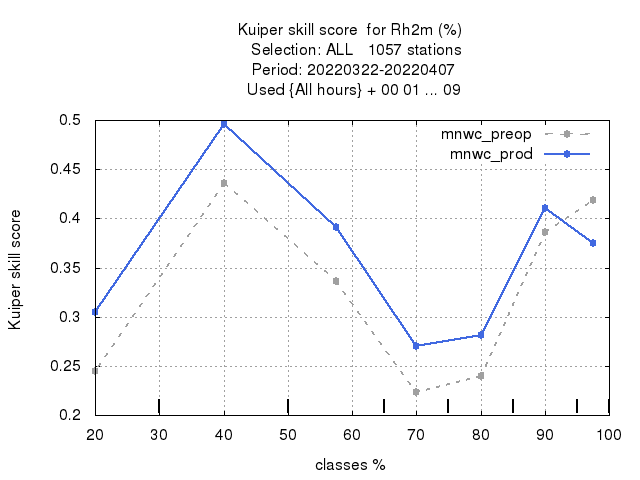 Kuiper skill score  for Rh2m (%)
Selection: ALL   1057 stations
Period: 20220322-20220407
Used {All hours} + 00 01 ... 09
mnwc_preop
mnwc_prod
0.5
0.45
0.4
0.35
0.3
0.25
0.2
Kuiper skill score
20 30 40 50 60 70 80 90 100
classes %